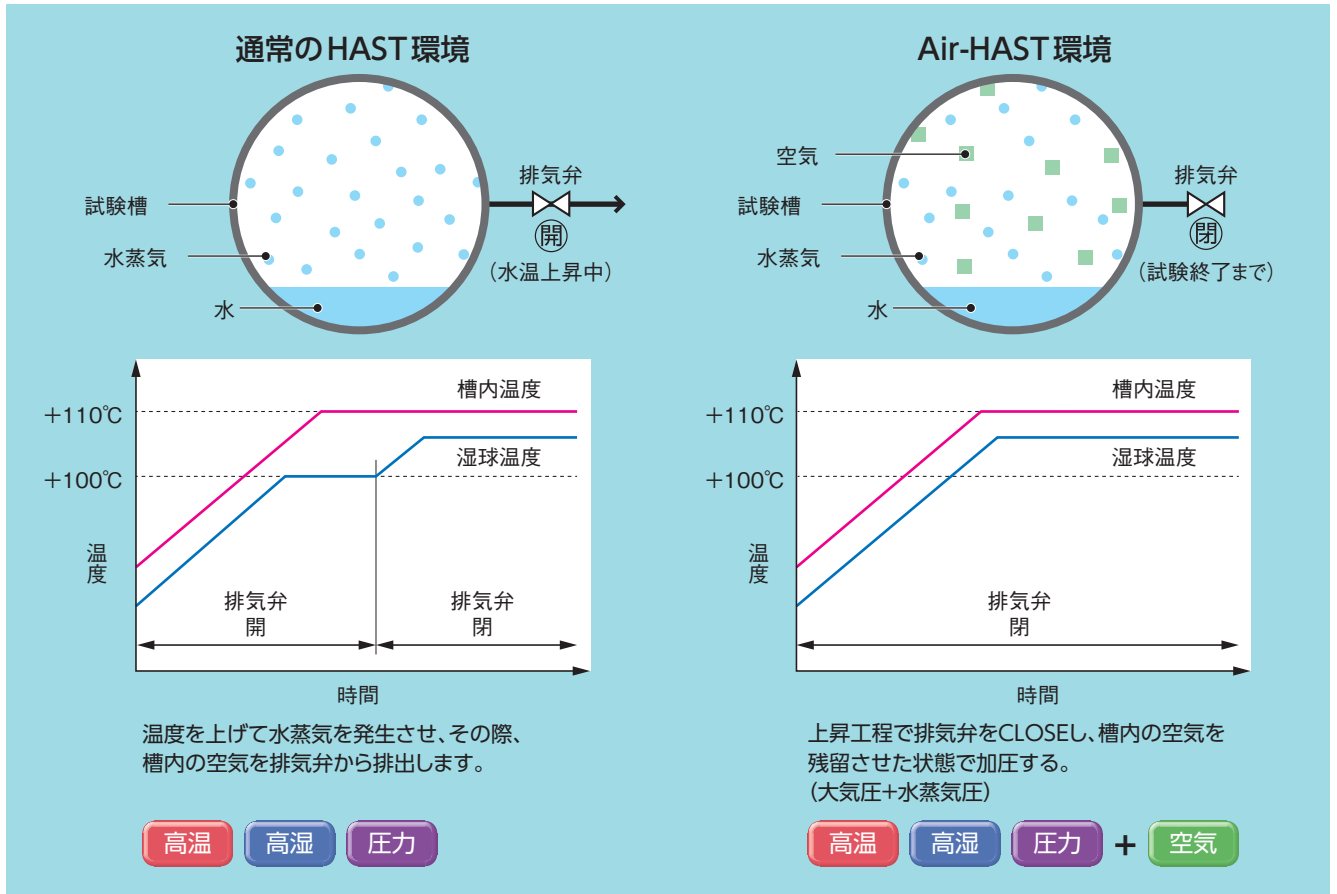 通常のHAST環境
排気弁
試験槽
開
水蒸気
(水温上昇中)
水
+110℃
槽内温度
湿球温度
+100℃
温度
排気弁
開
排気弁
閉
時間
温度を上げて水蒸気を発生させ、その際、
槽内の空気を排気弁から排出します。
高温 高湿 圧力
Air-HAST環境
空気
排気弁
試験槽
閉
水蒸気
(試験終了まで)
水
+110℃
槽内温度
湿球温度
+100℃
温度
排気弁
閉
時間
上昇工程で排気弁をCLOSEし、槽内の空気を
残留させた状態で加圧する。
(大気圧+水蒸気圧)
高温 高湿 圧力 + 空気